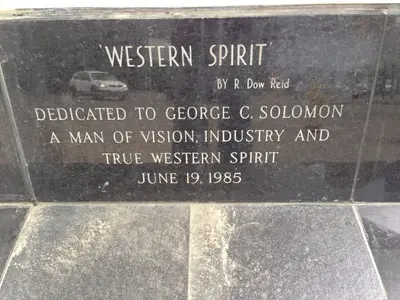 'WESTERN SPIRIT'
BY R. Dow Reid
DEDICATED TO GEORGE C. SOLOMON
A MAN OF VISION, INDUSTRY AND
TRUE WESTERN SPIRIT
JUNE 19, 1985